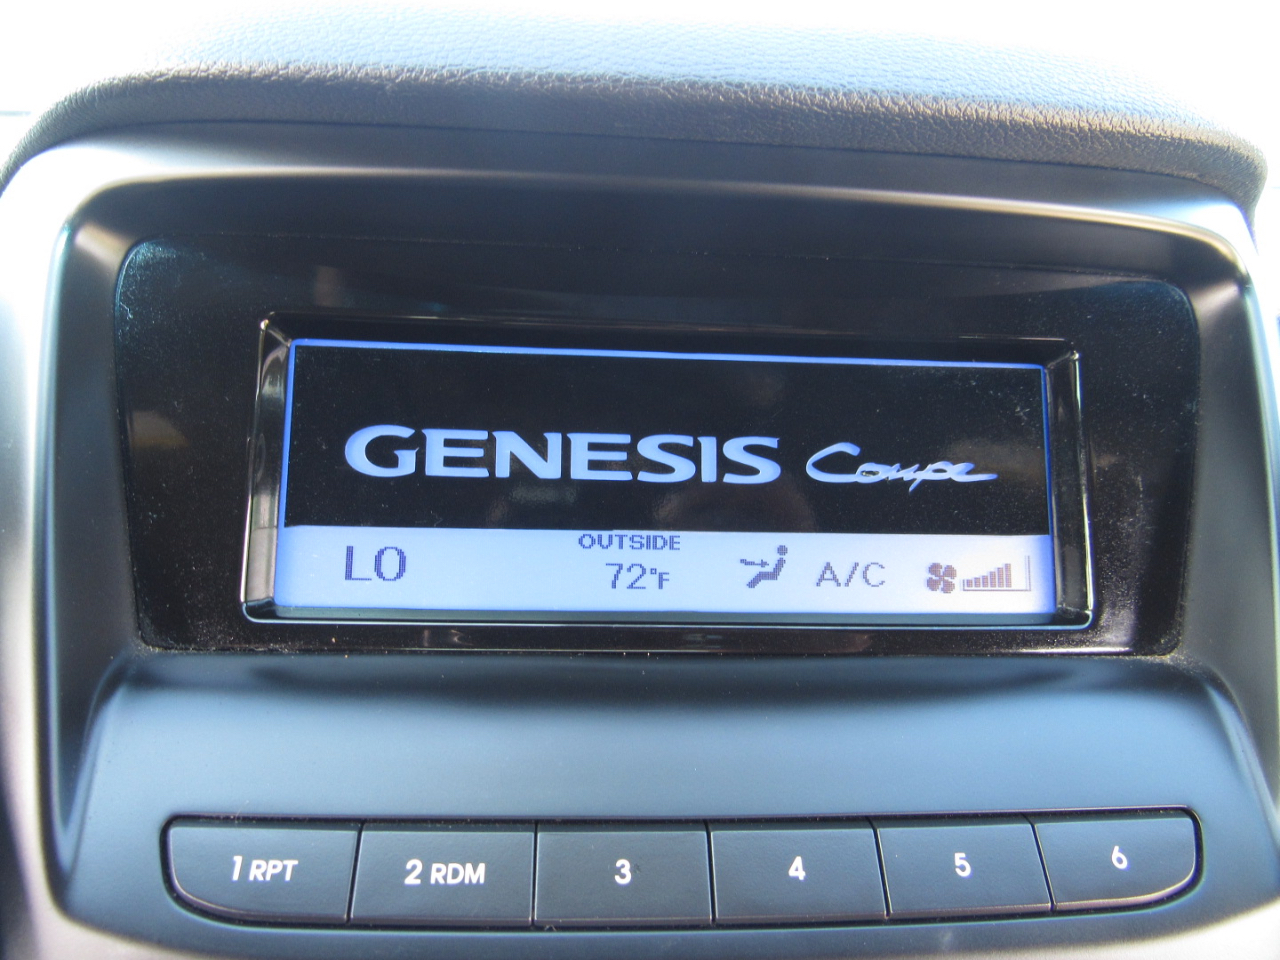 GENESIS Coupe
OUTSIDE
LO 72°F A/C
1 RPT 2 RDM 3 4 5 6